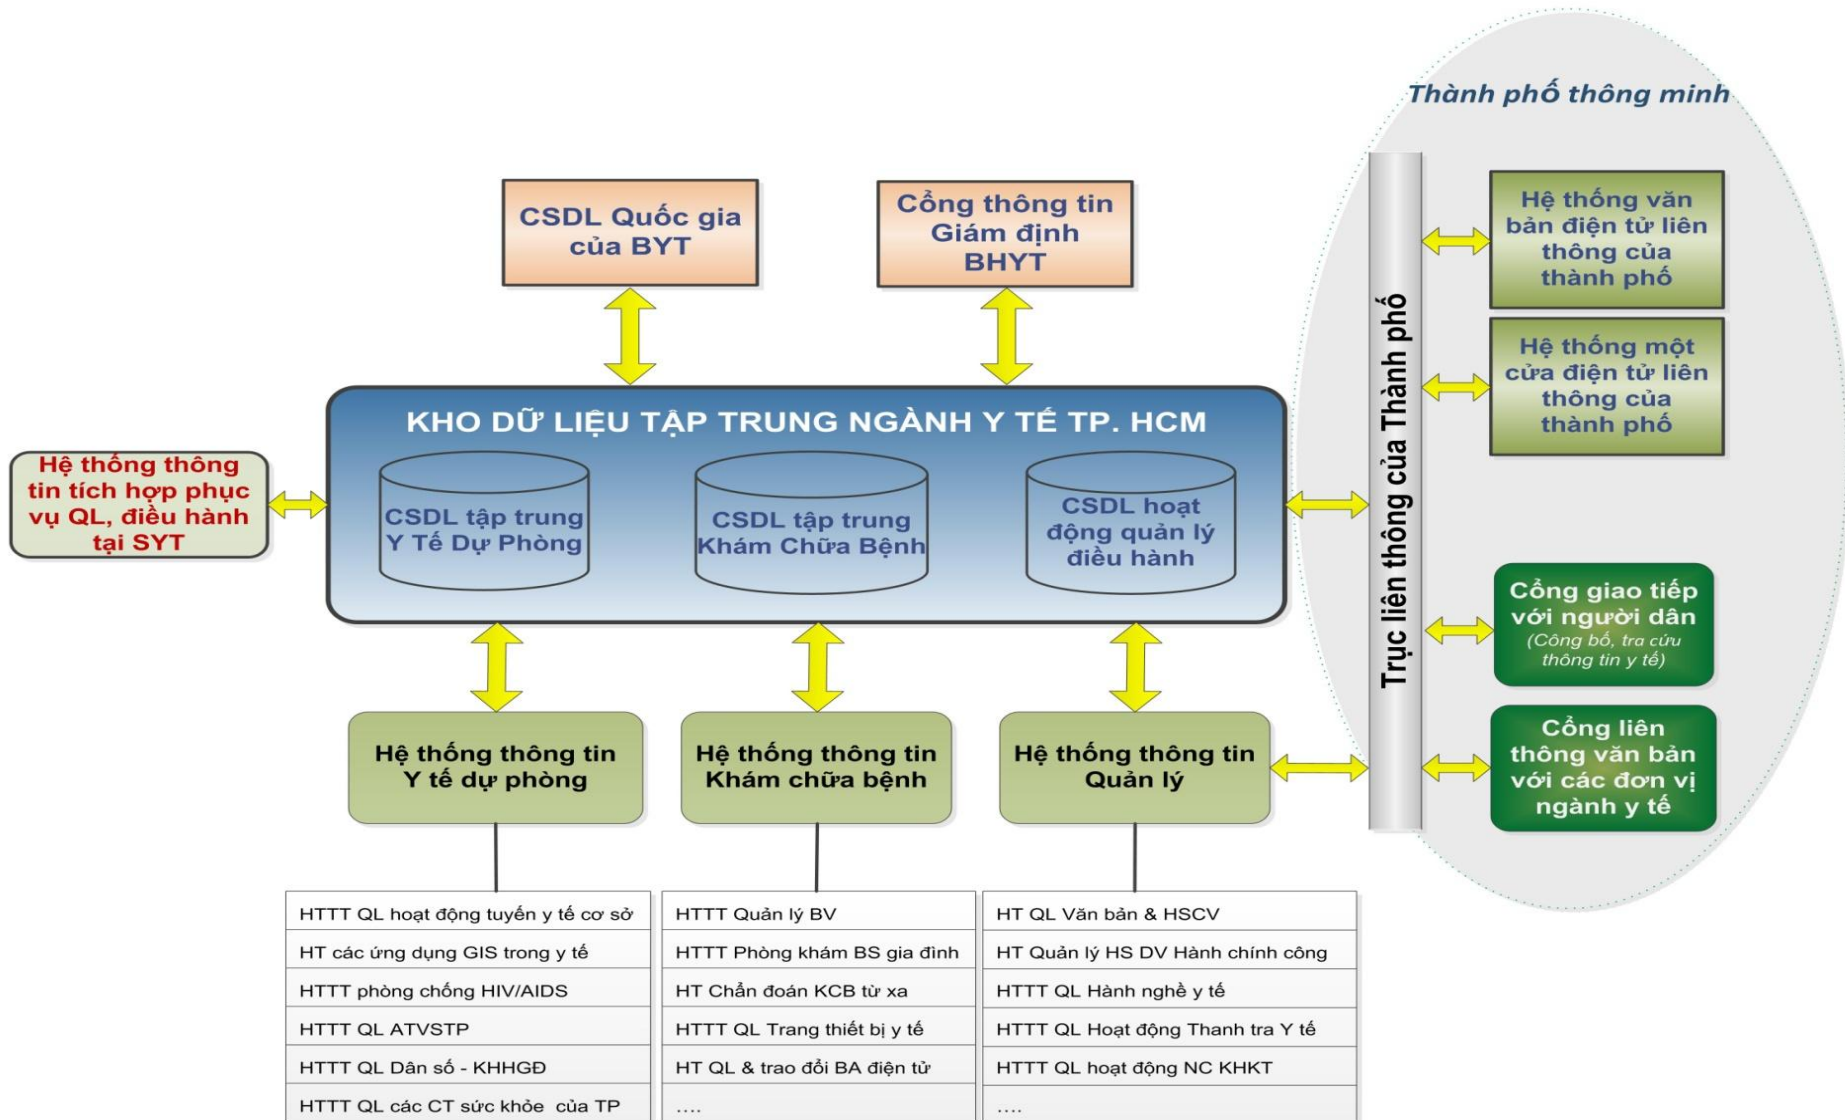 Thành phố thông minh
CSDL Quốc gia
của BYT
Cổng thông tin
Giám định
BHYT
Hệ thống văn
bản điện tử liên
thông của
thành phố
Hệ thống một
cửa điện tử liên
thông của
thành phố
Trục liên thông của Thành phố
KHO DỮ LIỆU TẬP TRUNG NGÀNH Y TẾ TP. HCM
Hệ thống thông
tin tích hợp phục
vụ QL, điều hành
tại SYT
CSDL tập trung
Y Tế Dự Phòng
CSDL tập trung
Khám Chữa Bệnh
CSDL hoạt
động quản lý
điều hành
Cổng giao tiếp
với người dân
(Công bố, tra cứu
thông tin y tế)
Hệ thống thông tin
Y tế dự phòng
Hệ thống thông tin
Khám chữa bệnh
Hệ thống thông tin
Quản lý
Cổng liên
thông văn bản
với các đơn vị
ngành y tế
HTTT QL hoạt động tuyến y tế cơ sở
HT các ứng dụng GIS trong y tế
HTTT phòng chống HIV/AIDS
HTTT QL ATVSTP
HTTT QL Dân số - KHHGĐ
HTTT QL các CT sức khỏe của TP
HTTT Quản lý BV
HTTT Phòng khám BS gia đình
HT Chẩn đoán KCB từ xa
HTTT QL Trang thiết bị y tế
HT QL & trao đổi BA điện tử
....
HT QL Văn bản & HSCV
HT Quản lý HS DV Hành chính công
HTTT QL Hành nghề y tế
HTTT QL Hoạt động Thanh tra Y tế
HTTT QL hoạt động NC KHKT
....